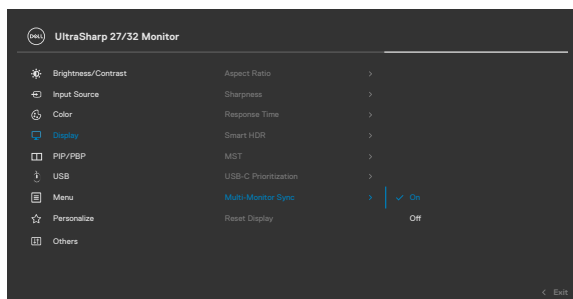 DELL
UltraSharp 27/32 Monitor
Brightness/Contrast
Aspect Ratio
Input Source
Sharpness
Color
Response Time
Display
Smart HDR
PIP/PBP
MST
USB
USB-C Prioritization
Menu
Multi-Monitor Sync
On
Personalize
Reset Display
Off
Others
Exit